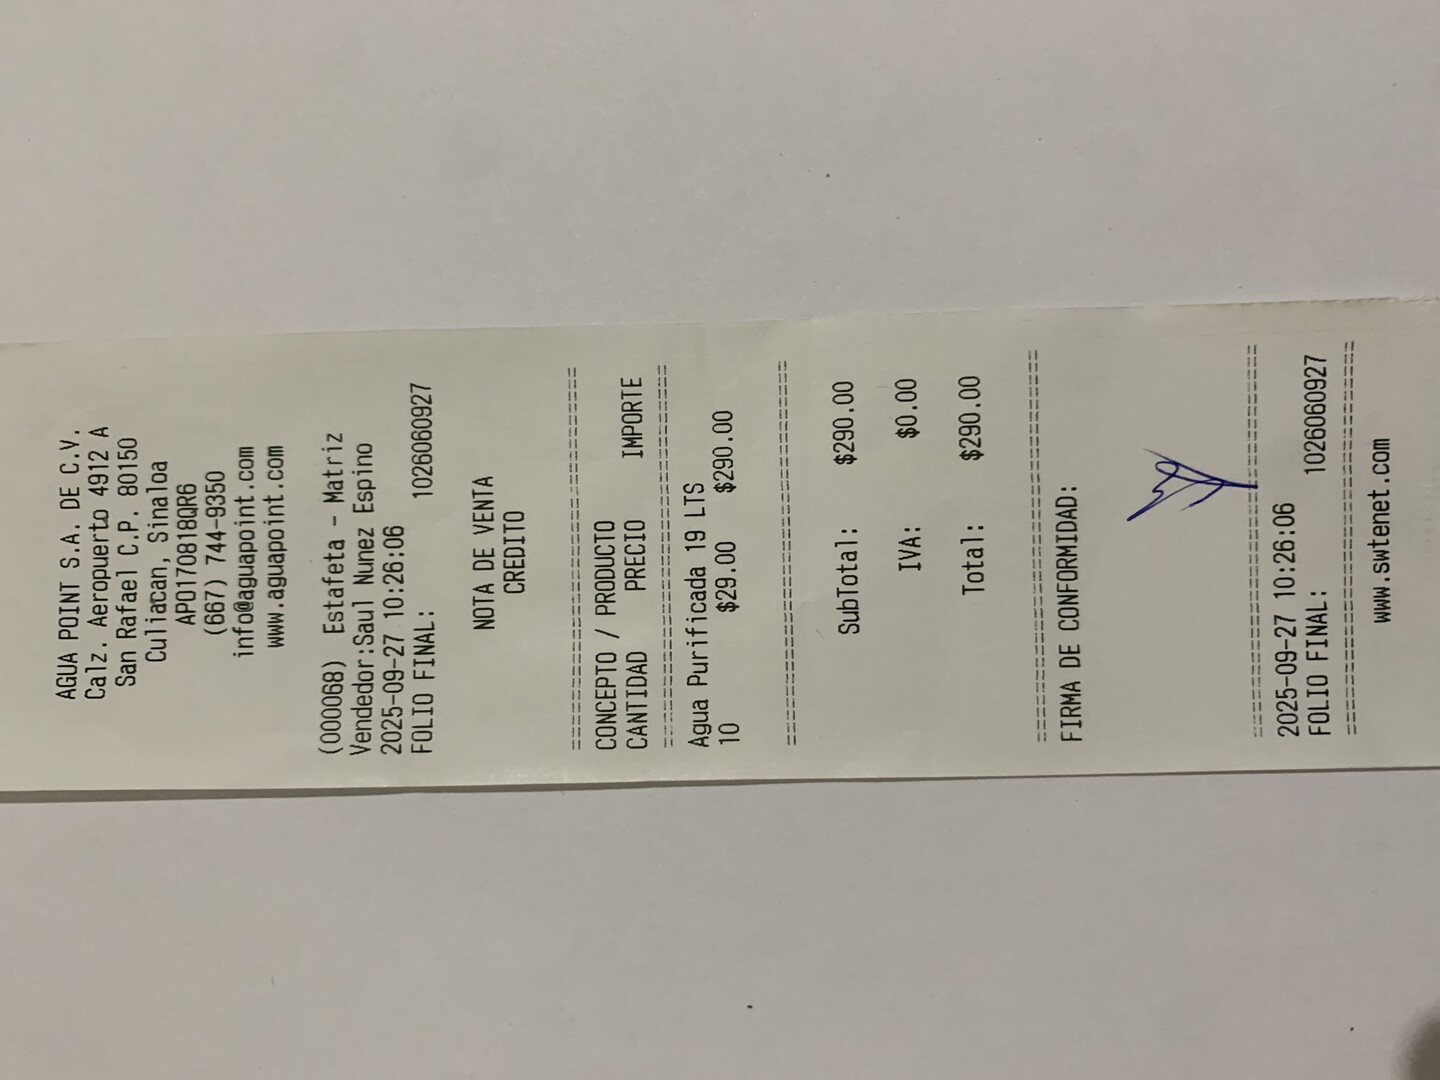 AGUA POINT S.A. DE C.V.
Calz. Aeropuerto 4912 A
San Rafael C.P. 80150
Culiacan, Sinaloa
APO170818QR6
(667) 744-9350
info@aguapoint.com
www.aguapoint.com
(000068) Estafeta - Matriz
Vendedor:Saul Nunez Espino
2025-09-27 10:26:06
FOLIO FINAL: 1026060927
NOTA DE VENTA
CREDITO
CONCEPTO / PRODUCTO
CANTIDAD PRECIO IMPORTE
Agua Purificada 19 LTS
10 $29.00 $290.00
SubTotal: $290.00
IVA: $0.00
Total: $290.00
FIRMA DE CONFORMIDAD:
2025-09-27 10:26:06
FOLIO FINAL: 1026060927
www.swtenet.com